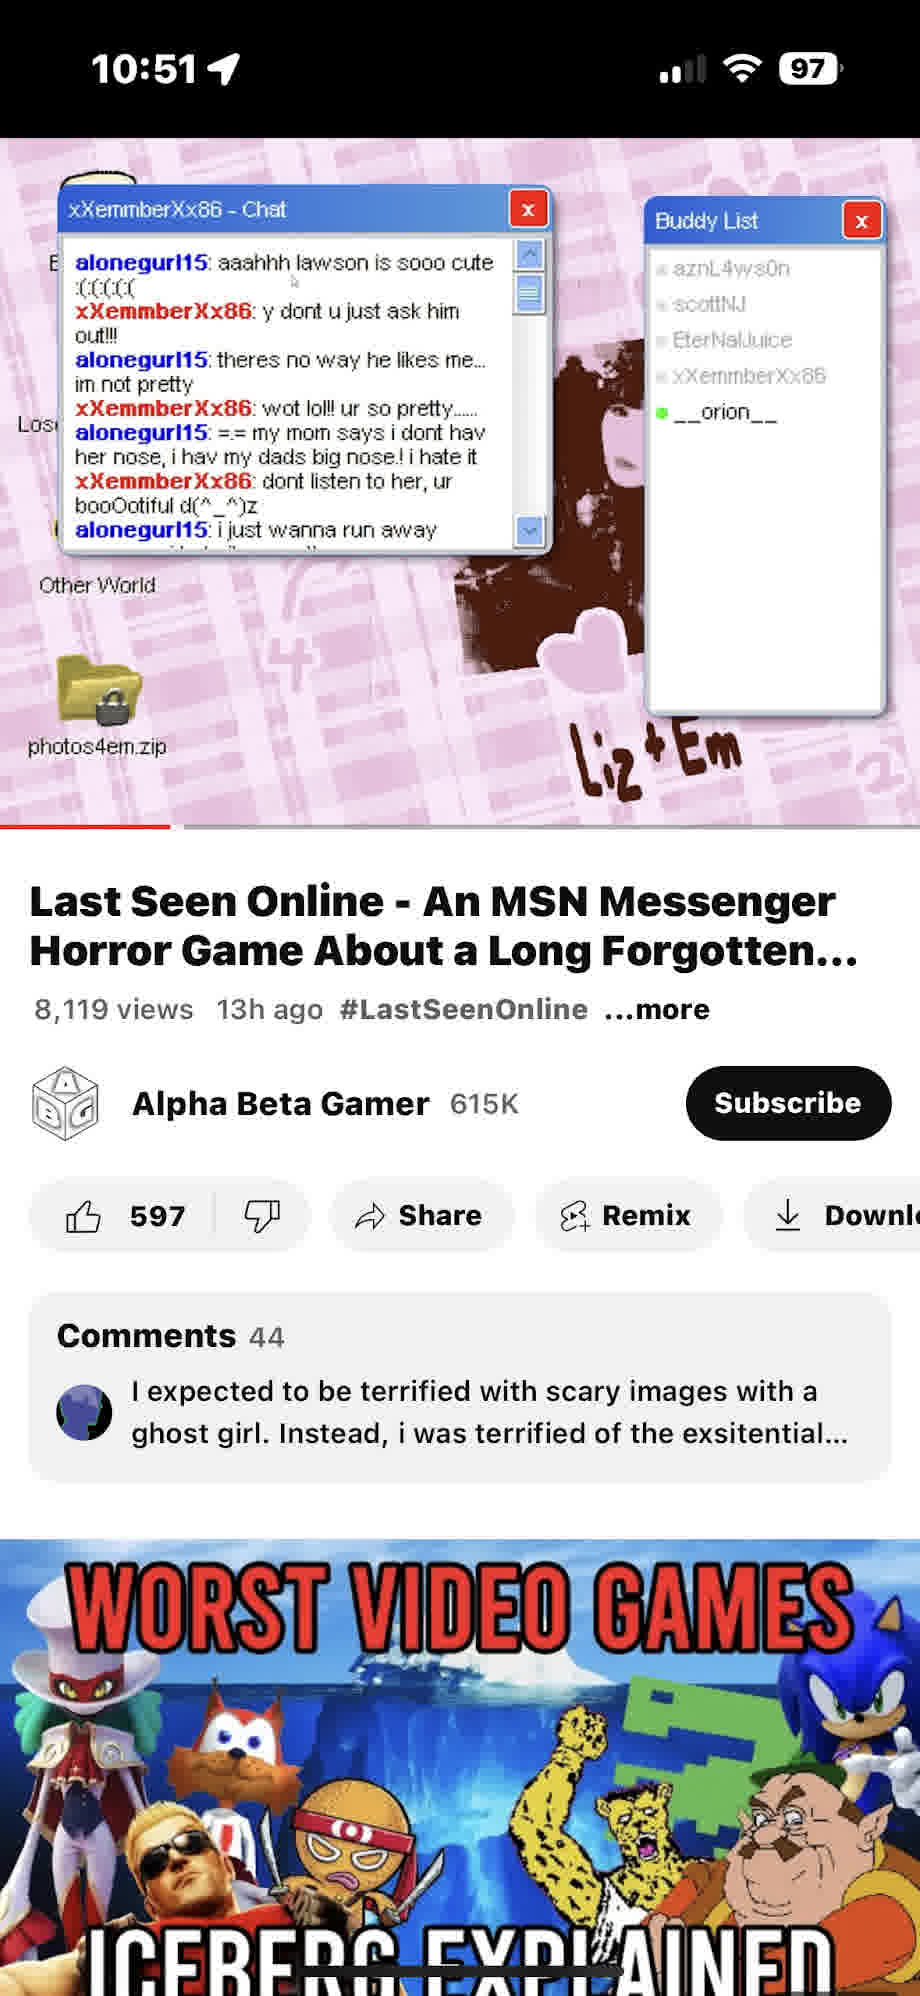 10:51
97
xXemmberXx86 - Chat
alonegurl15: aaahhh lawson is sooo cute
:(:(:(:(:(
xXemmberXx86: y dont u just ask him
out!!!
alonegurl15: theres no way he likes me...
im not pretty
xXemmberXx86: wot lol!! ur so pretty......
alonegurl15: =.= my mom says i dont hav
her nose, i hav my dads big nose.! i hate it
xXemmberXx86: dont listen to her, ur
booOotiful d(^_^)z
alonegurl15: i just wanna run away
Buddy List
aznL4ws0n
scottNJ
EterNalJuice
xXemmberXx86
__orion__
Other World
photos4em.zip
Liz + Em
Last Seen Online - An MSN Messenger
Horror Game About a Long Forgotten...
8,119 views 13h ago #LastSeenOnline ...more
ABG
Alpha Beta Gamer 615K
Subscribe
597
Share
Remix
Downl
Comments 44
I expected to be terrified with scary images with a
ghost girl. Instead, i was terrified of the exsitential...
WORST VIDEO GAMES
ICEBERG EXPLAINED